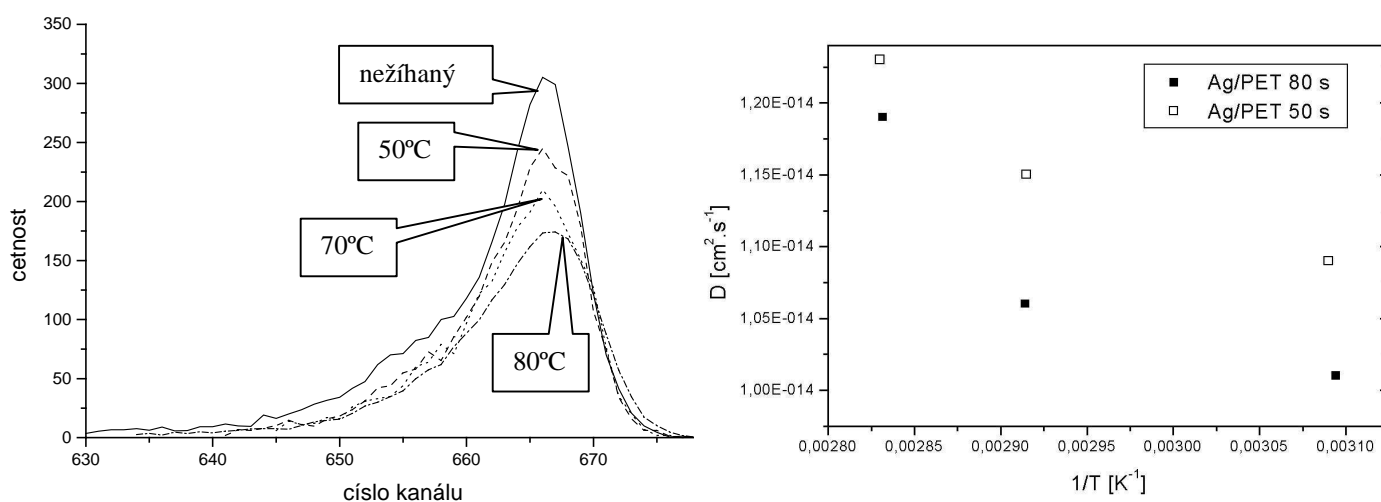 350
300
250
200
150
100
50
0
cetnost
630
640
650
660
670
císlo kanálu
nežíhaný
50ºC
70ºC
80ºC
1,20E-014
1,15E-014
1,10E-014
1,05E-014
1,00E-014
D [cm².s⁻¹]
Ag/PET 80 s
Ag/PET 50 s
0,00280
0,00285
0,00290
0,00295
0,00300
0,00305
0,00310
1/T [K⁻¹]